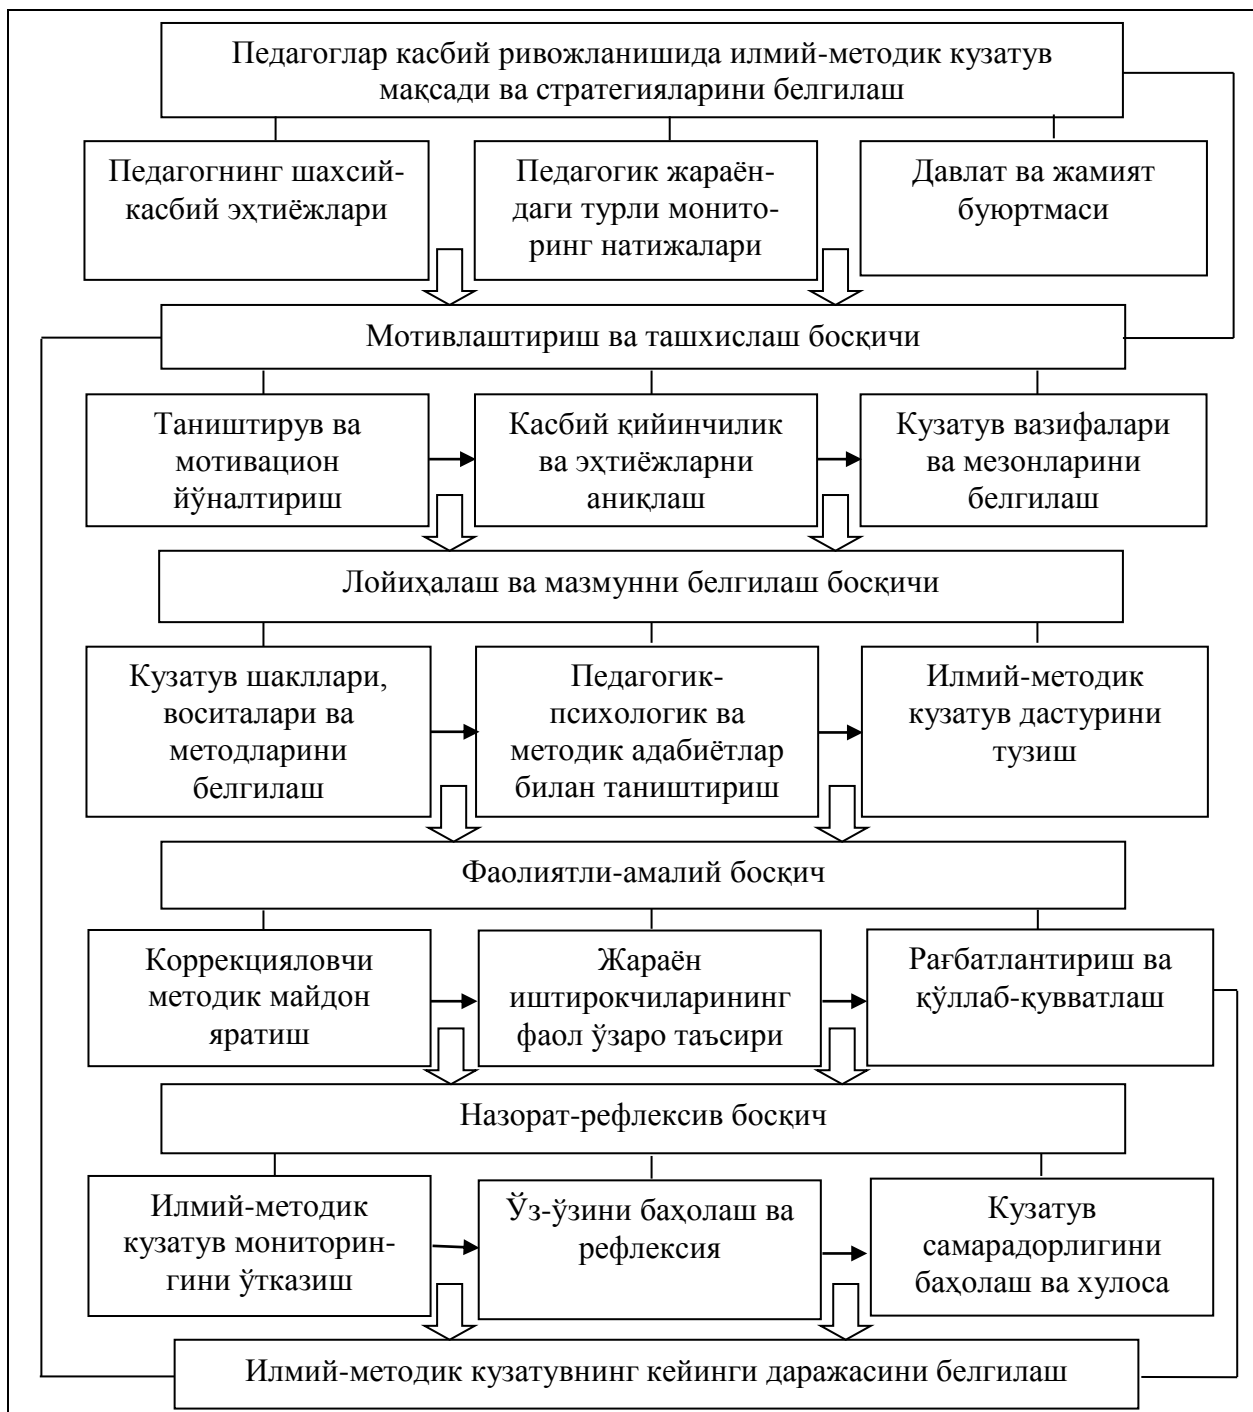 Педагоглар касбий ривожланишида илмий-методик кузатув
мақсади ва стратегияларини белгилаш
Педагогнинг шахсий-
касбий эҳтиёжлари
Педагогик жараён-
даги турли монито-
ринг натижалари
Давлат ва жамият
буюртмаси
Мотивлаштириш ва ташхислаш босқичи
Таништирув ва
мотивацион
йўналтириш
Касбий қийинчилик
ва эҳтиёжларни
аниқлаш
Кузатув вазифалари
ва мезонларини
белгилаш
Лойиҳалаш ва мазмунни белгилаш босқичи
Кузатув шакллари,
воситалари ва
методларини
белгилаш
Педагогик-
психологик ва
методик адабиётлар
билан таништириш
Илмий-методик
кузатув дастурини
тузиш
Фаолиятли-амалий босқич
Коррекцияловчи
методик майдон
яратиш
Жараён
иштирокчиларининг
фаол ўзаро таъсири
Рағбатлантириш ва
қўллаб-қувватлаш
Назорат-рефлексив босқич
Илмий-методик
кузатув мониторин-
гини ўтказиш
Ўз-ўзини баҳолаш ва
рефлексия
Кузатув
самарадорлигини
баҳолаш ва хулоса
Илмий-методик кузатувнинг кейинги даражасини белгилаш